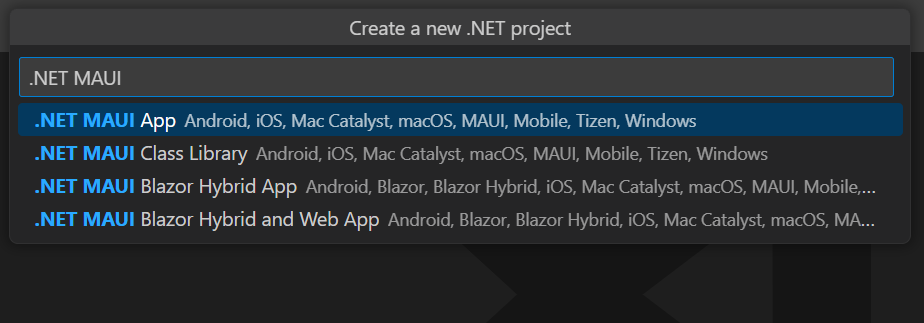 Create a new .NET project
.NET MAUI
.NET MAUI App Android, iOS, Mac Catalyst, macOS, MAUI, Mobile, Tizen, Windows
.NET MAUI Class Library Android, iOS, Mac Catalyst, macOS, MAUI, Mobile, Tizen, Windows
.NET MAUI Blazor Hybrid App Android, Blazor, Blazor Hybrid, iOS, Mac Catalyst, macOS, MAUI, Mobile,...
.NET MAUI Blazor Hybrid and Web App Android, Blazor, Blazor Hybrid, iOS, Mac Catalyst, macOS, MA...